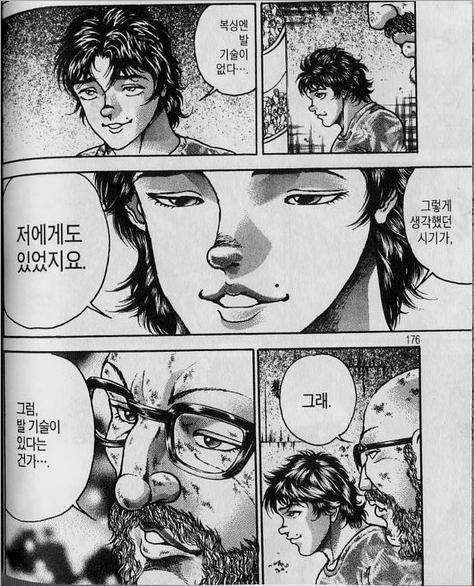 복싱엔
발
기술이
없다….
그렇게
생각했던
시기가,
저에게도
있었지요.
176
그래.
그럼,
발 기술이
있다는
건가….